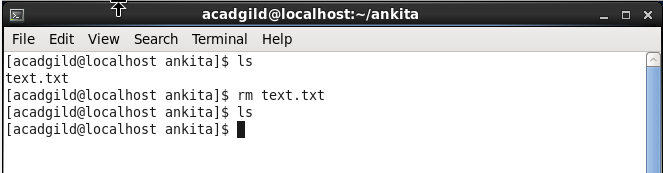 acadgild@localhost:~/ankita
File Edit View Search Terminal Help
[acadgild@localhost ankita]$ ls
text.txt
[acadgild@localhost ankita]$ rm text.txt
[acadgild@localhost ankita]$ ls
[acadgild@localhost ankita]$